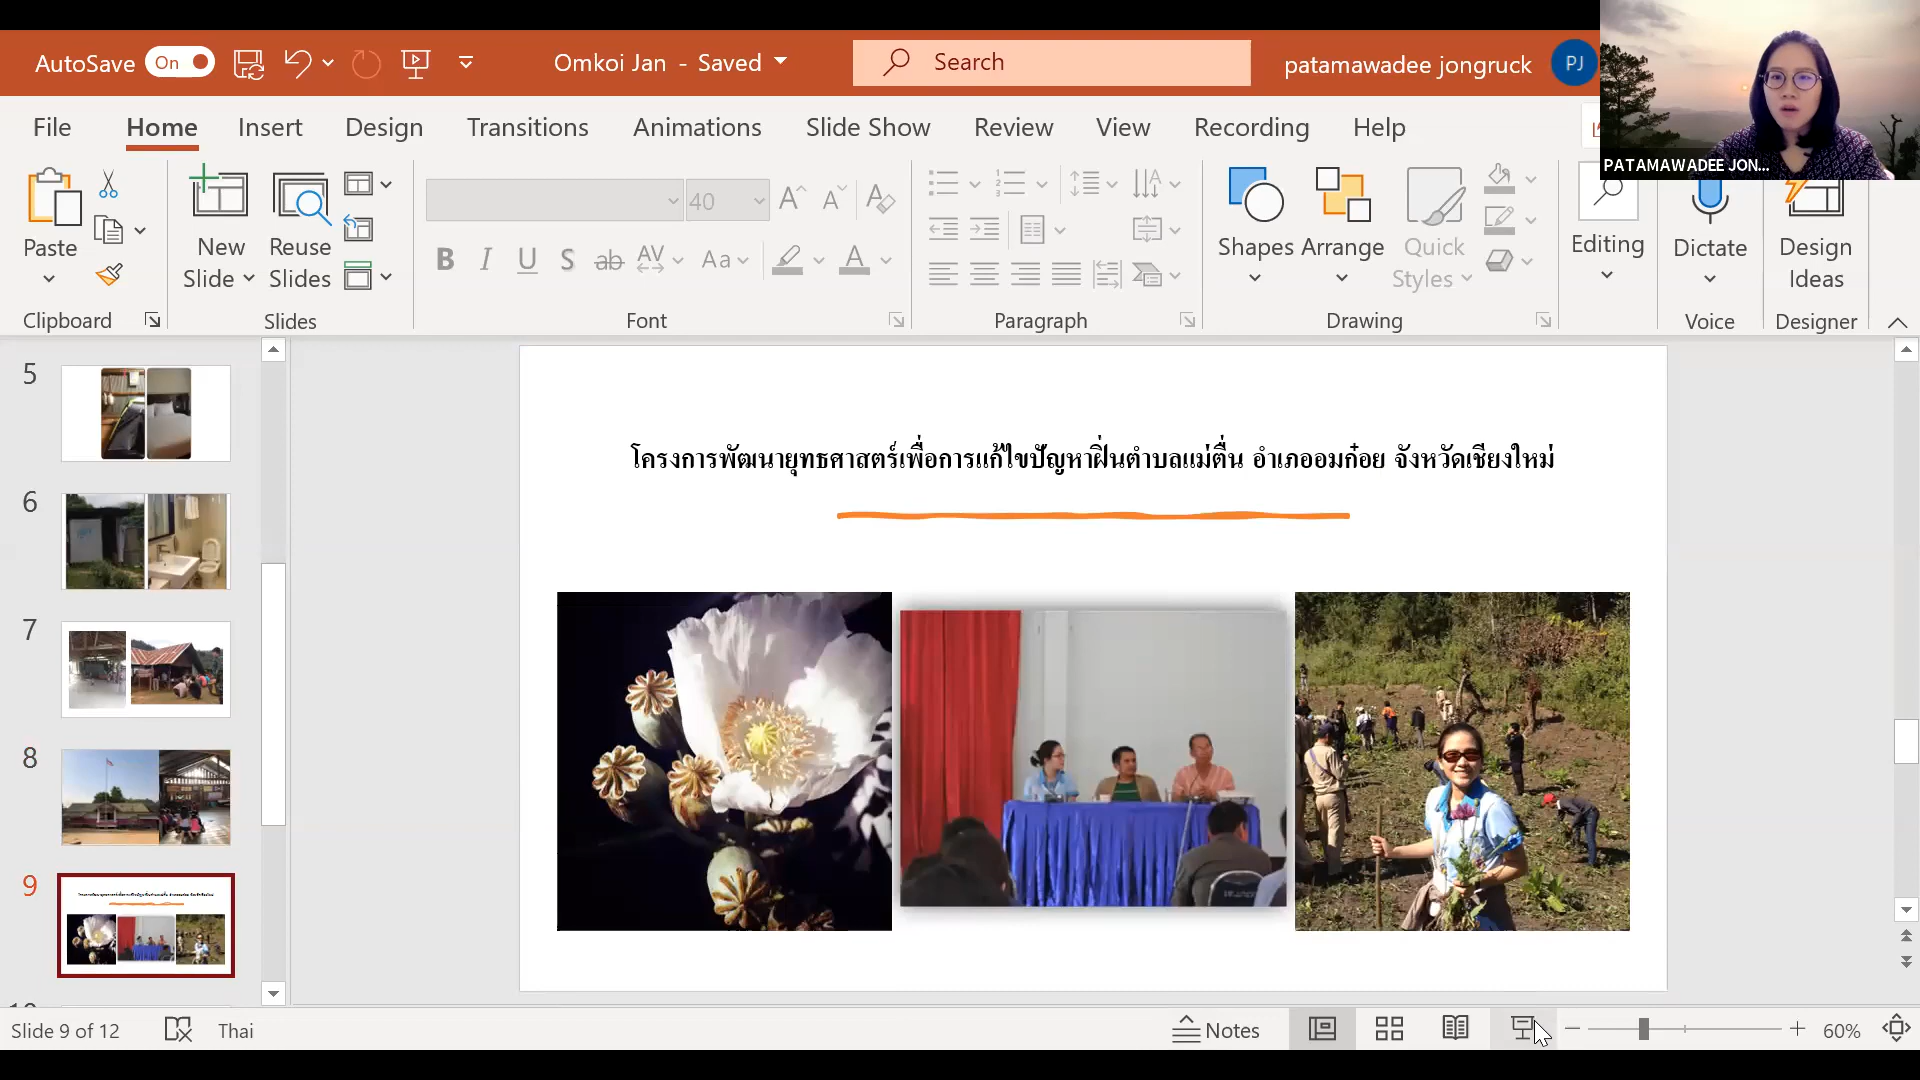 AutoSave On
Omkoi Jan - Saved
Search
patamawadee jongruck PJ
PATAMAWADEE JON...
File Home Insert Design Transitions Animations Slide Show Review View Recording Help
Paste
Clipboard
New Slide
Reuse Slides
Slides
40
B I U S ab AV Aa A
Font
Paragraph
Shapes
Arrange
Quick Styles
Drawing
Editing
Dictate
Voice
Design Ideas
Designer
5
6
7
8
9
โครงการพัฒนายุทธศาสตร์เพื่อการแก้ไขปัญหาฝิ่นตำบลแม่ตื่น อำเภออมก๋อย จังหวัดเชียงใหม่
Slide 9 of 12
Thai
Notes
60%